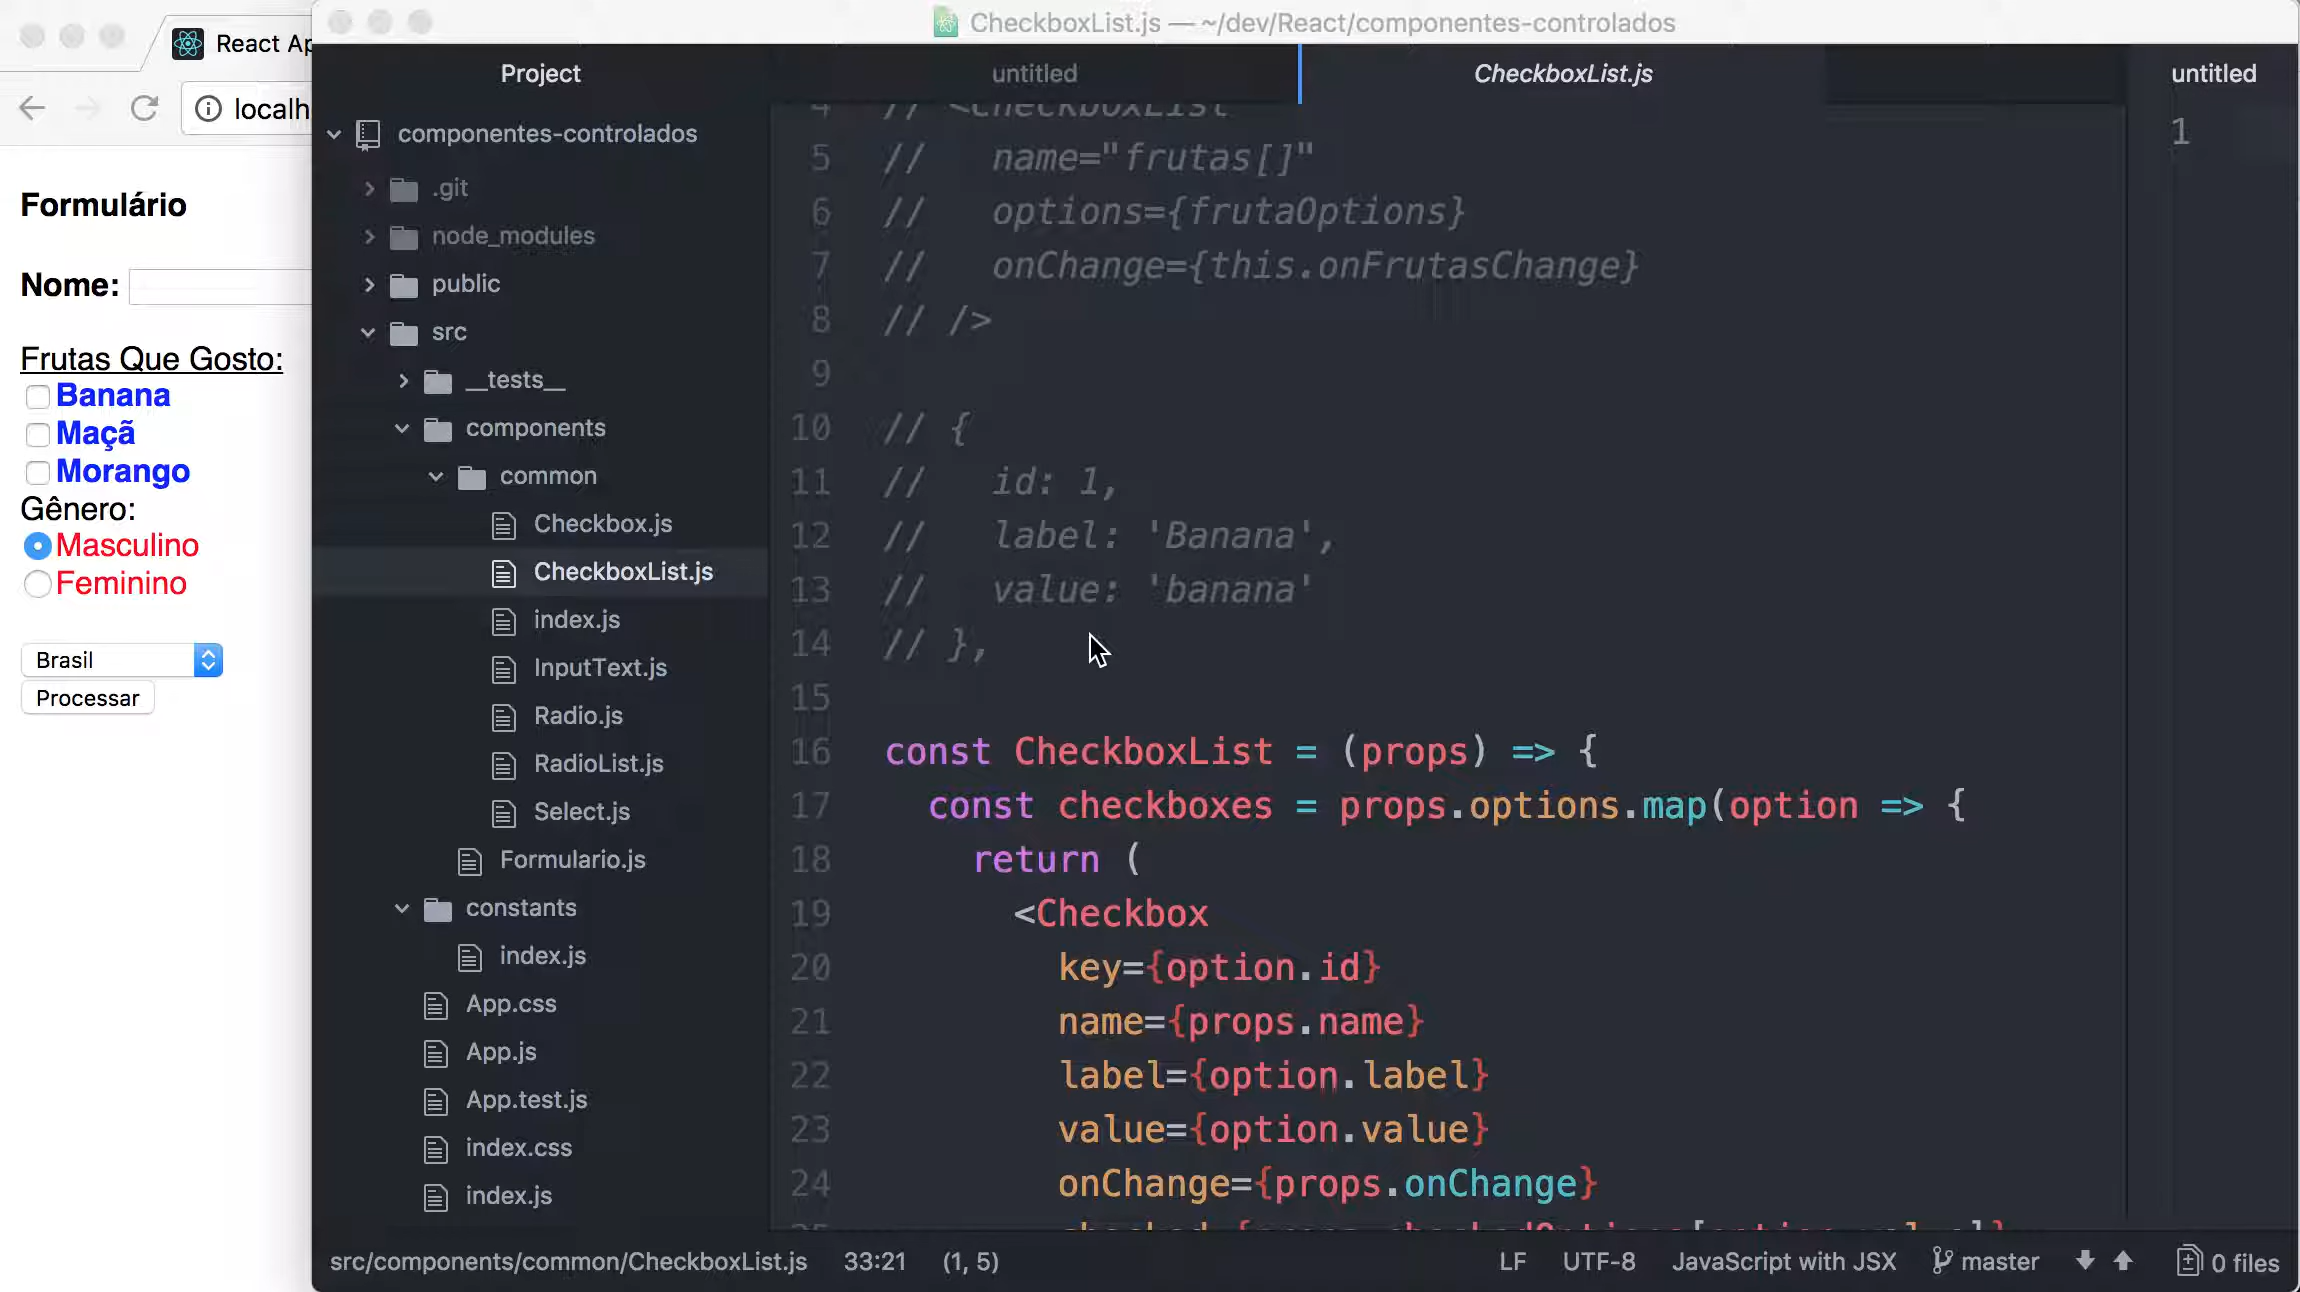 React Ap
localh
Formulário
Nome:
Frutas Que Gosto:
Banana
Maçã
Morango
Gênero:
Masculino
Feminino
Brasil
Processar
CheckboxList.js — ~/dev/React/componentes-controlados
Project
untitled
CheckboxList.js
untitled
componentes-controlados
.git
node_modules
public
src
__tests__
components
common
Checkbox.js
CheckboxList.js
index.js
InputText.js
Radio.js
RadioList.js
Select.js
Formulario.js
constants
index.js
App.css
App.js
App.test.js
index.css
index.js
4 // <CheckboxList
5 // name="frutas[]"
6 // options={frutaOptions}
7 // onChange={this.onFrutasChange}
8 // />
9
10 // {
11 // id: 1,
12 // label: 'Banana',
13 // value: 'banana'
14 // },
15
16 const CheckboxList = (props) => {
17 const checkboxes = props.options.map(option => {
18 return (
19 <Checkbox
20 key={option.id}
21 name={props.name}
22 label={option.label}
23 value={option.value}
24 onChange={props.onChange}
1
src/components/common/CheckboxList.js 33:21 (1, 5)
LF UTF-8 JavaScript with JSX master 0 files